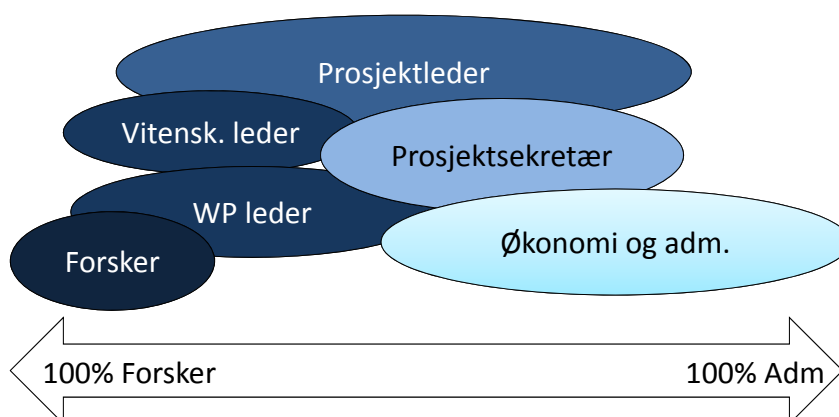 Prosjektleder
Vitensk. leder
Prosjektsekretær
WP leder
Økonomi og adm.
Forsker
100% Forsker
100% Adm